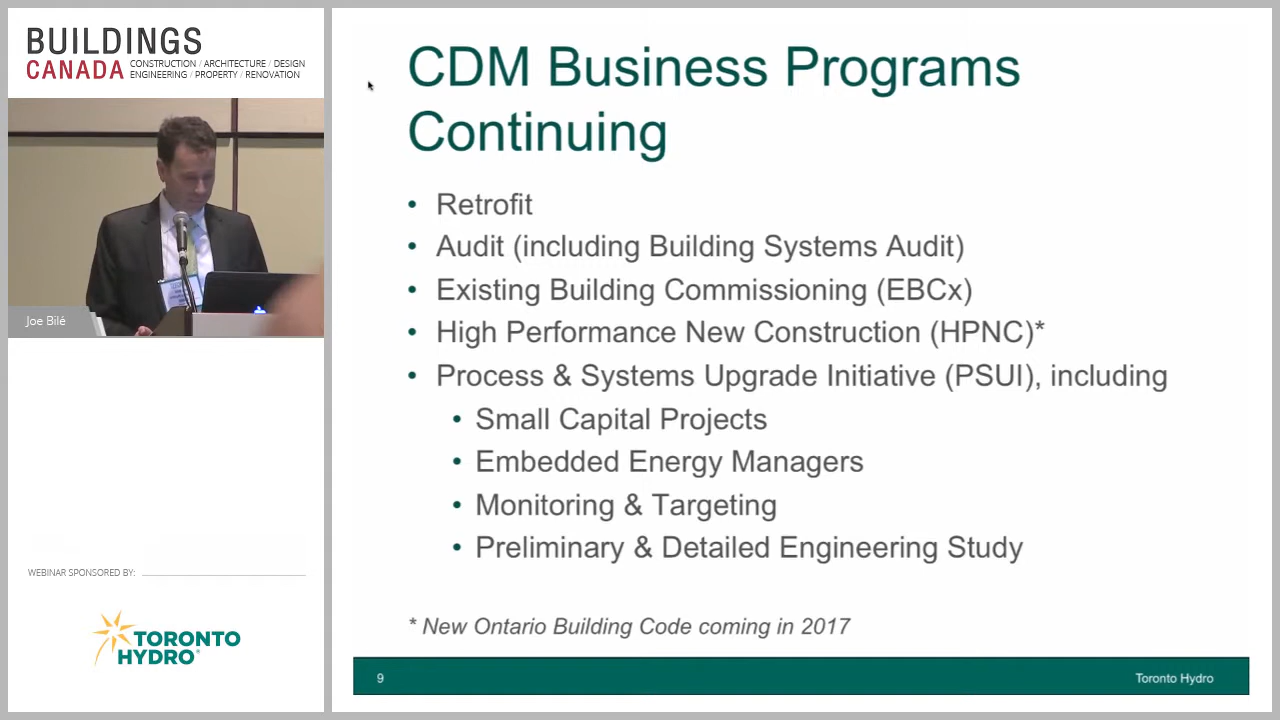 BUILDINGS
CANADA CONSTRUCTION / ARCHITECTURE / DESIGN
ENGINEERING / PROPERTY / RENOVATION
Joe Bilé
WEBINAR SPONSORED BY:
TORONTO
HYDRO®
CDM Business Programs
Continuing
• Retrofit
• Audit (including Building Systems Audit)
• Existing Building Commissioning (EBCx)
• High Performance New Construction (HPNC)*
• Process & Systems Upgrade Initiative (PSUI), including
• Small Capital Projects
• Embedded Energy Managers
• Monitoring & Targeting
• Preliminary & Detailed Engineering Study
* New Ontario Building Code coming in 2017
9
Toronto Hydro